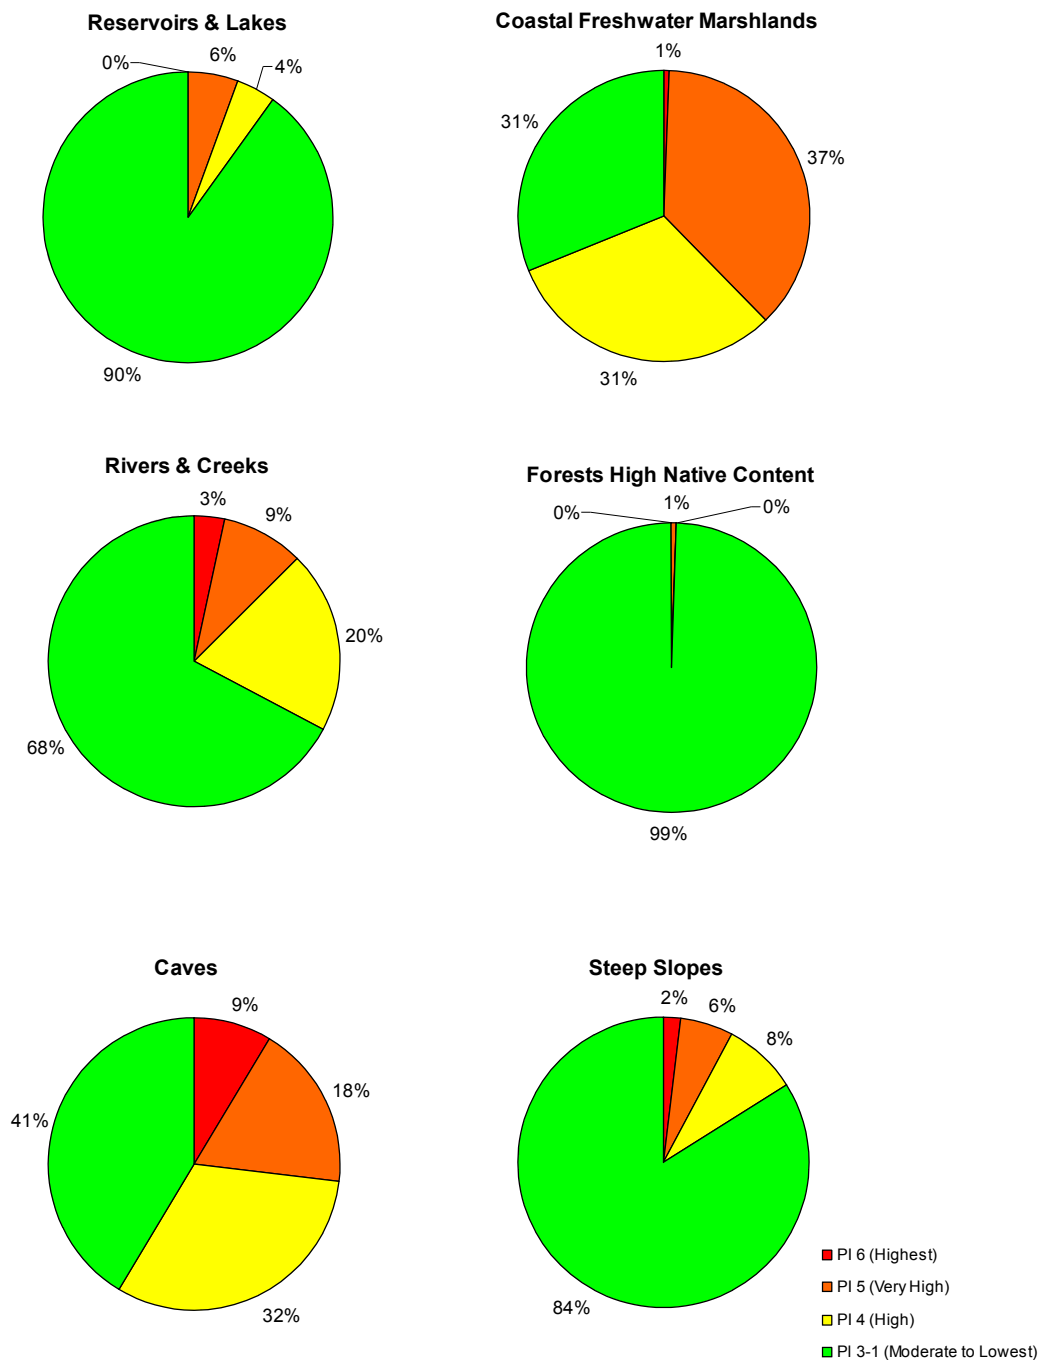 Reservoirs & Lakes
0%
6%
4%
90%
Coastal Freshwater Marshlands
1%
31%
37%
31%
Rivers & Creeks
3%
9%
20%
68%
Forests High Native Content
0%
1%
0%
99%
Caves
9%
18%
41%
32%
Steep Slopes
2%
6%
8%
84%
PI 6 (Highest)
PI 5 (Very High)
PI 4 (High)
PI 3-1 (Moderate to Lowest)